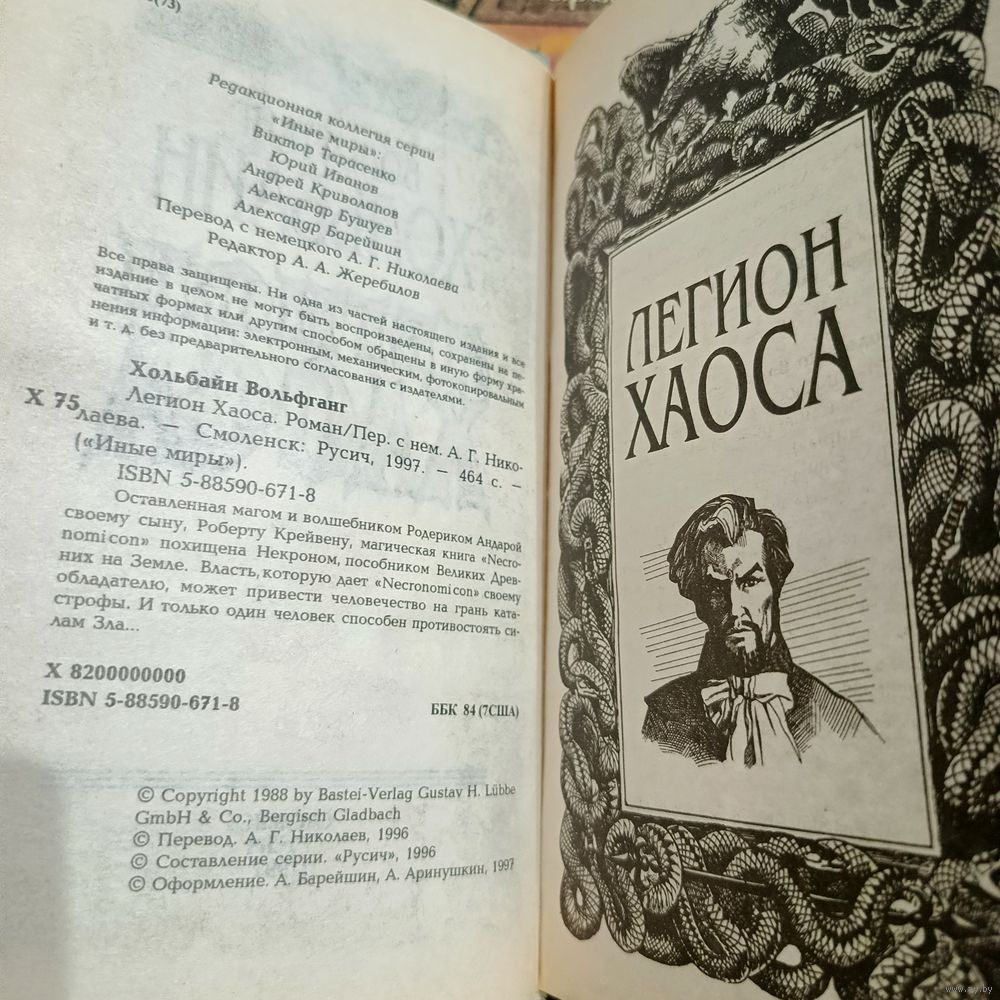 (73)
Редакционная коллегия серии
«Иные миры»:
Виктор Тарасенко
Юрий Иванов
Андрей Криволапов
Александр Бушуев
Александр Барейшин
Перевод с немецкого А. Г. Николаева
Редактор А. А. Жеребилов
Все права защищены. Ни одна из частей настоящего издания и все
издание в целом не могут быть воспроизведены, сохранены на пе-
чатных формах или другим способом обращены в иную форму хра-
нения информации: электронным, механическим, фотокопировальным
и т. д. без предварительного согласования с издателями.
Хольбайн Вольфганг
Х 75
Легион Хаоса. Роман/Пер. с нем. А. Г. Нико-
лаева. — Смоленск: Русич, 1997. — 464 с. —
(«Иные миры»).
ISBN 5-88590-671-8
Оставленная магом и волшебником Родериком Андарой
своему сыну, Роберту Крейвену, магическая книга «Necro-
nomicon» похищена Некроном, пособником Великих Древ-
них на Земле. Власть, которую дает «Necronomicon» своему
обладателю, может привести человечество на грань ката-
строфы. И только один человек способен противостоять си-
лам Зла...
Х 8200000000
ISBN 5-88590-671-8
ББК 84(7США)
© Copyright 1988 by Bastei-Verlag Gustav H. Lübbe
GmbH & Co., Bergisch Gladbach
© Перевод. А. Г. Николаев, 1996
© Составление серии. «Русич», 1996
© Оформление. А. Барейшин, А. Аринушкин, 1997
ЛЕГИОН
ХАОСА
www.ay.by